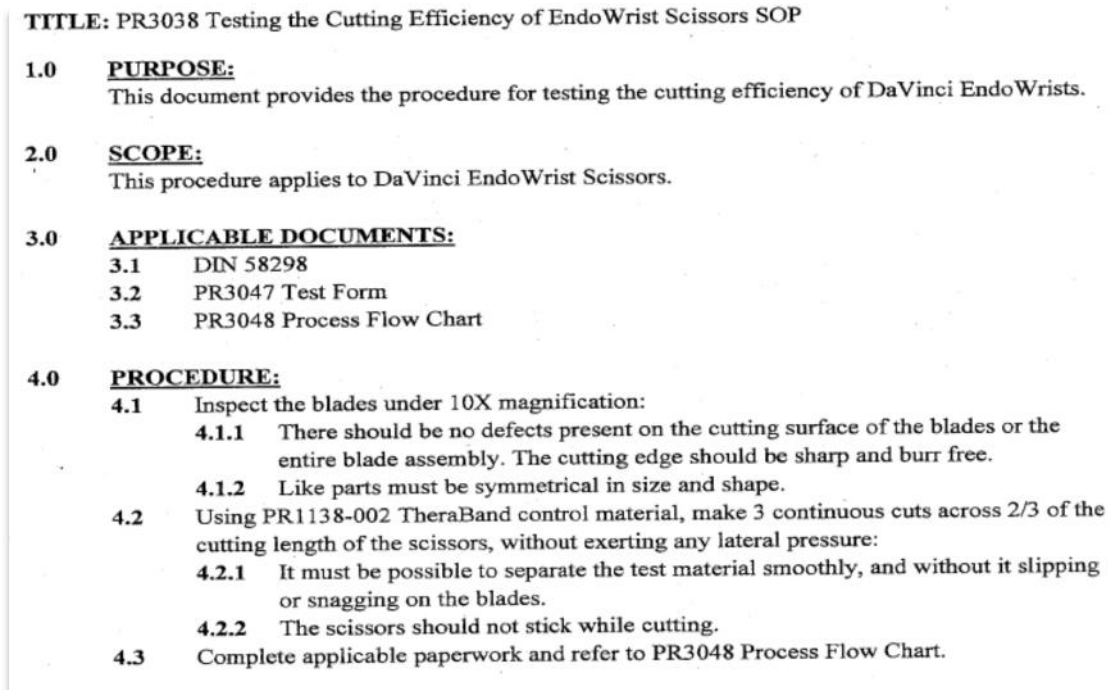 TITLE: PR3038 Testing the Cutting Efficiency of EndoWrist Scissors SOP
1.0 PURPOSE:
This document provides the procedure for testing the cutting efficiency of DaVinci EndoWrists.
2.0 SCOPE:
This procedure applies to DaVinci EndoWrist Scissors.
3.0 APPLICABLE DOCUMENTS:
3.1 DIN 58298
3.2 PR3047 Test Form
3.3 PR3048 Process Flow Chart
4.0 PROCEDURE:
4.1 Inspect the blades under 10X magnification:
4.1.1 There should be no defects present on the cutting surface of the blades or the
entire blade assembly. The cutting edge should be sharp and burr free.
4.1.2 Like parts must be symmetrical in size and shape.
4.2 Using PR1138-002 TheraBand control material, make 3 continuous cuts across 2/3 of the
cutting length of the scissors, without exerting any lateral pressure:
4.2.1 It must be possible to separate the test material smoothly, and without it slipping
or snagging on the blades.
4.2.2 The scissors should not stick while cutting.
4.3 Complete applicable paperwork and refer to PR3048 Process Flow Chart.